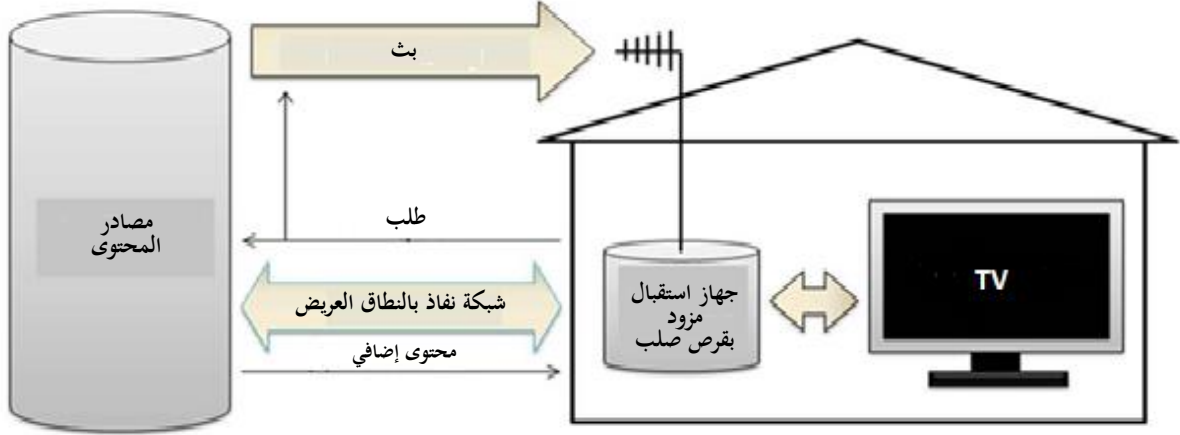 بث
طلب
مصادر
المحتوى
شبكة نفاذ بالنطاق العريض
محتوى إضافي
جهاز استقبال
مزود
بقرص صلب
TV